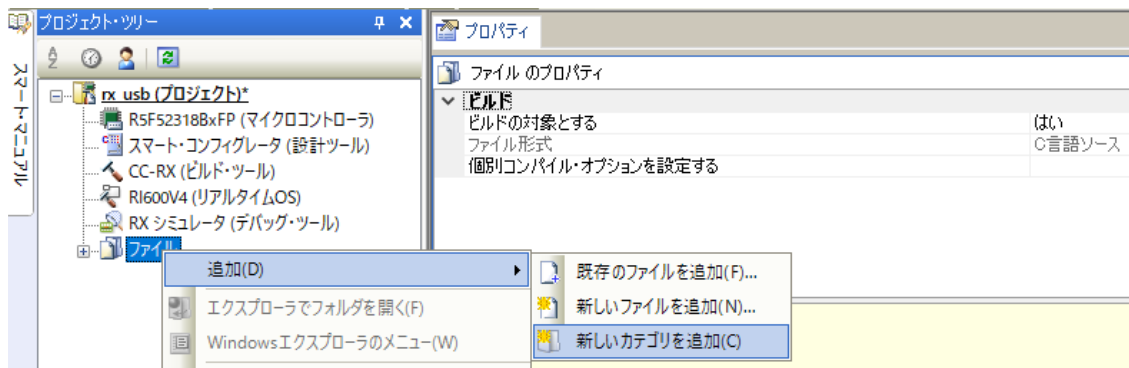 プロジェクト・ツリー
プロパティ
スマート・マニュアル
ファイル のプロパティ
rx_usb (プロジェクト)*
R5F52318BxFP (マイクロコントローラ)
スマート・コンフィグレータ (設計ツール)
CC-RX (ビルド・ツール)
RI600V4 (リアルタイムOS)
RX シミュレータ (デバッグ・ツール)
ファイル
ビルド
ビルドの対象とする はい
ファイル形式 C言語ソース
個別コンパイル・オプションを設定する
追加(D)
エクスプローラでフォルダを開く(F)
Windowsエクスプローラのメニュー(W)
既存のファイルを追加(F)...
新しいファイルを追加(N)...
新しいカテゴリを追加(C)